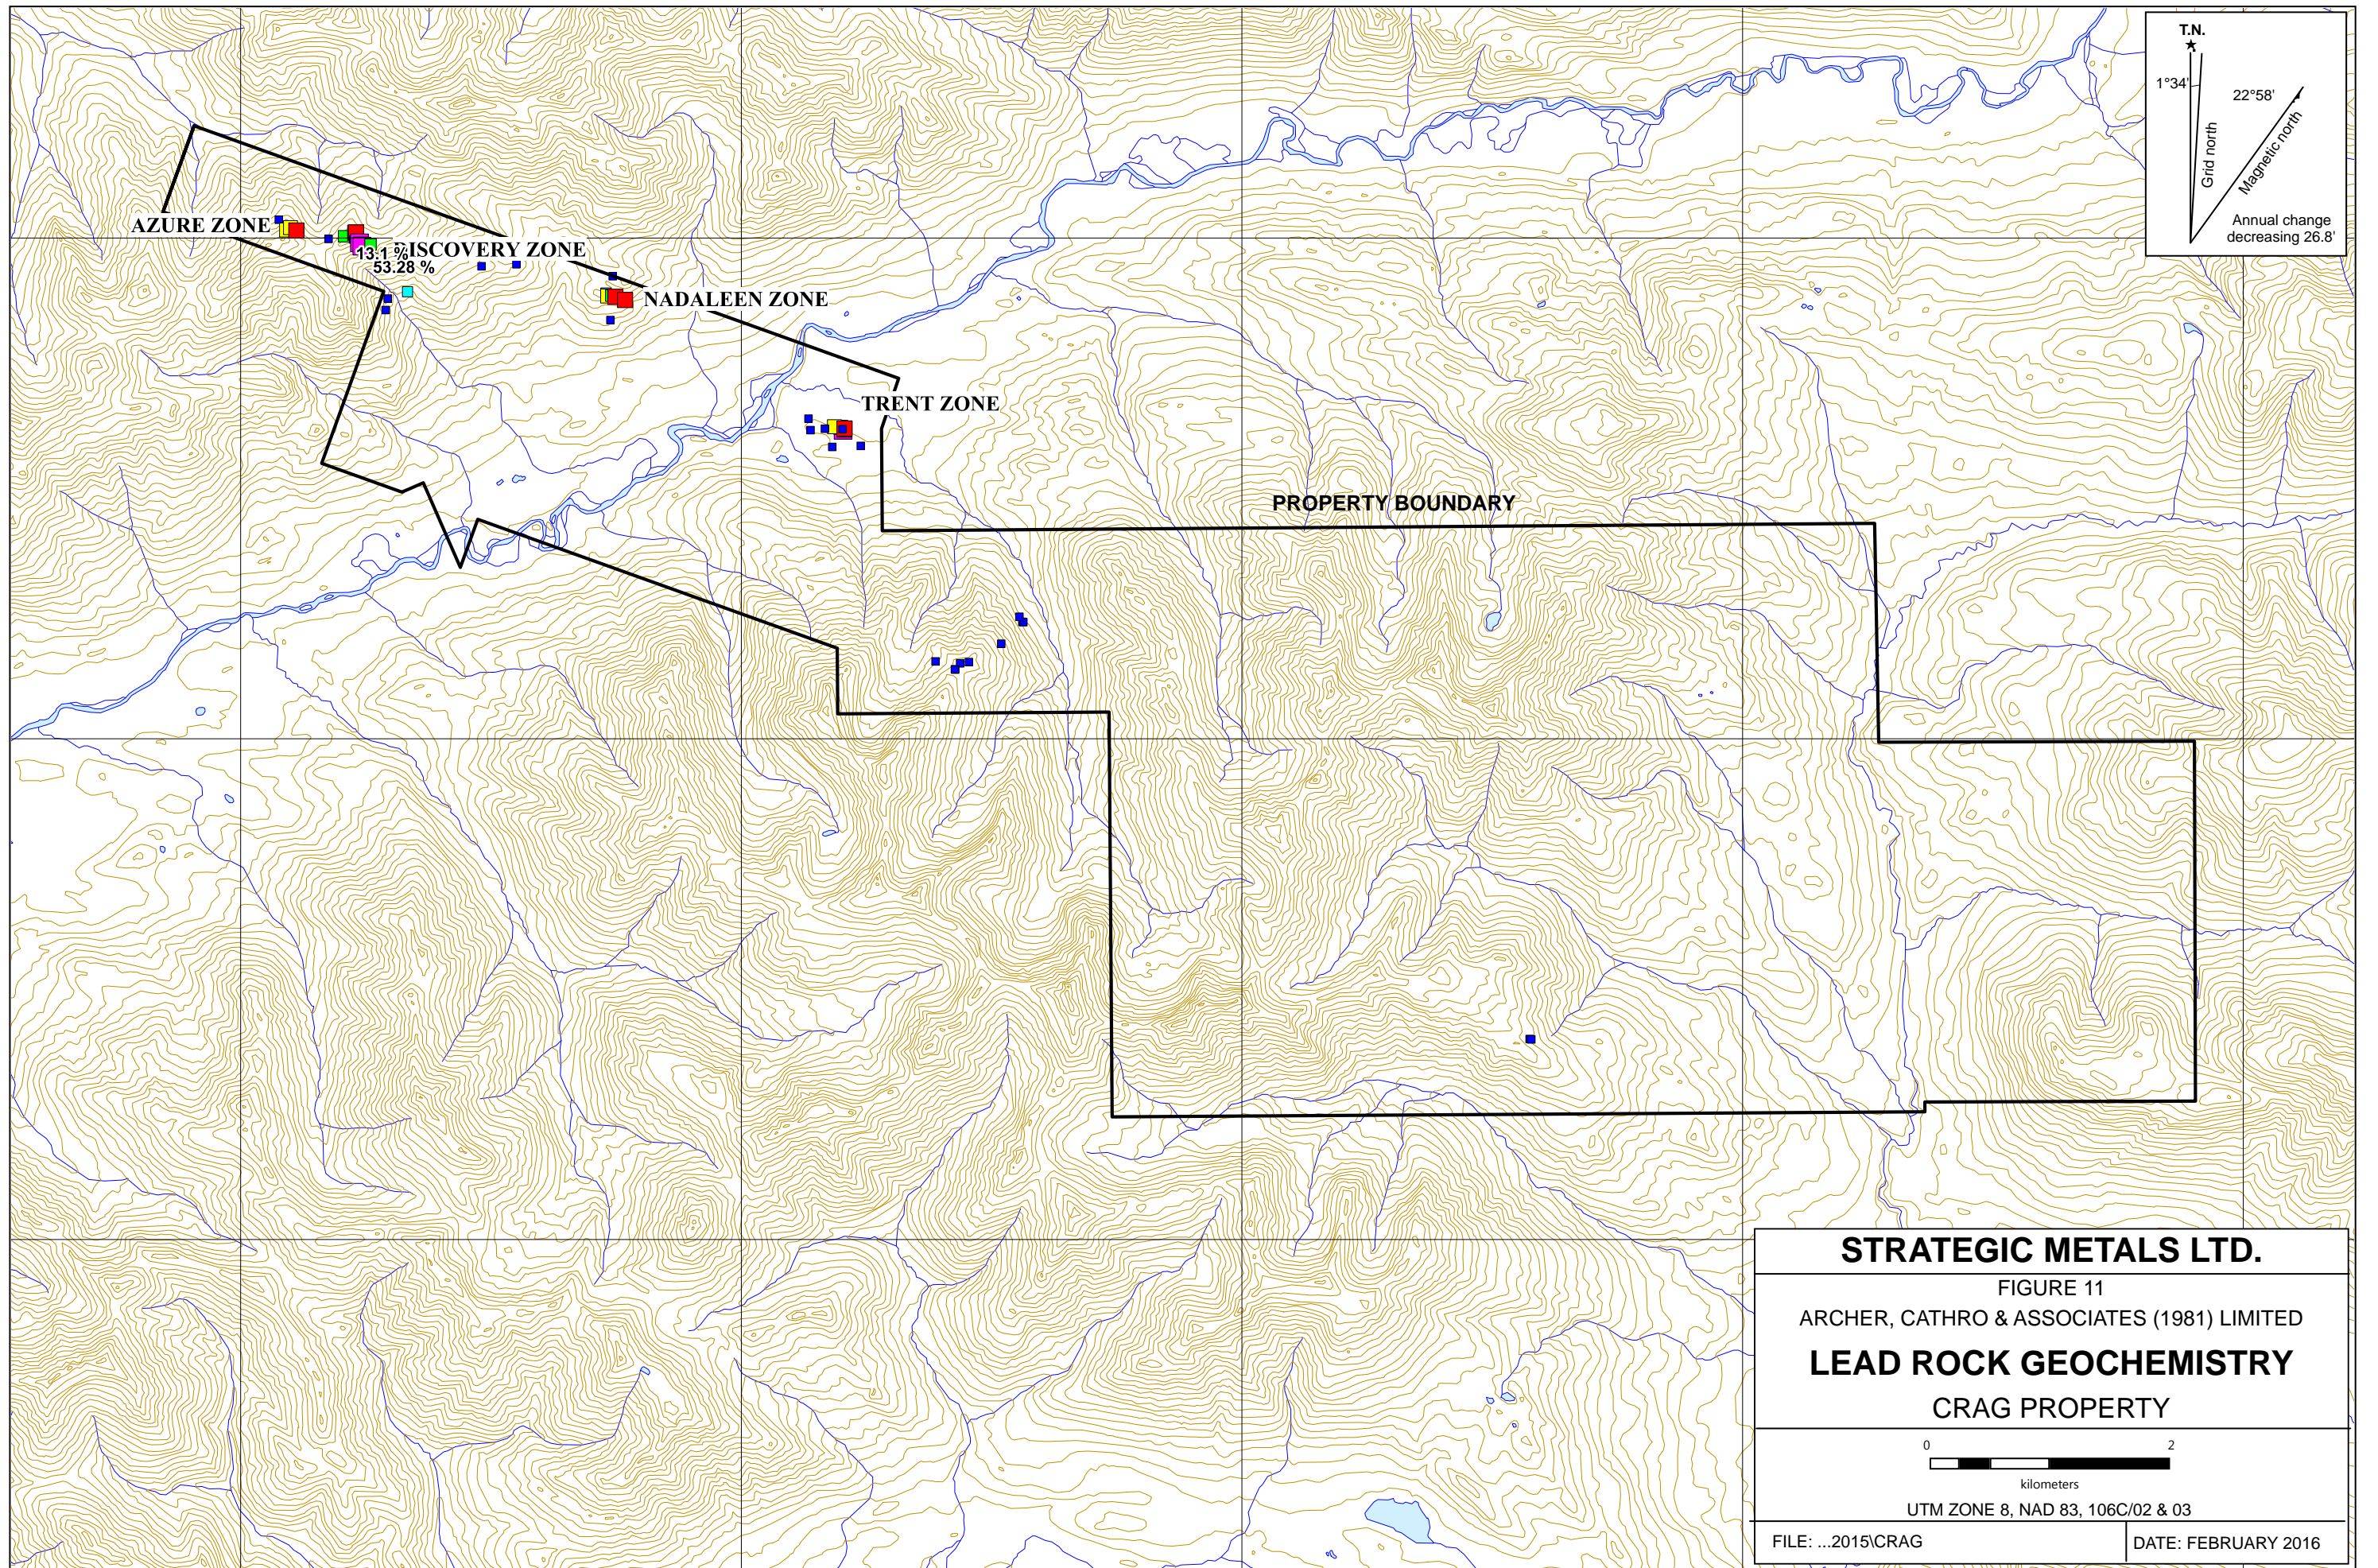 T.N.
1°34'
22°58'
Grid north
Magnetic north
Annual change
decreasing 26.8'
AZURE ZONE
DISCOVERY ZONE
13.1 %
53.28 %
NADALEEN ZONE
TRENT ZONE
PROPERTY BOUNDARY
STRATEGIC METALS LTD.
FIGURE 11
ARCHER, CATHRO & ASSOCIATES (1981) LIMITED
LEAD ROCK GEOCHEMISTRY
CRAG PROPERTY
0 2
kilometers
UTM ZONE 8, NAD 83, 106C/02 & 03
FILE: ...2015\CRAG
DATE: FEBRUARY 2016